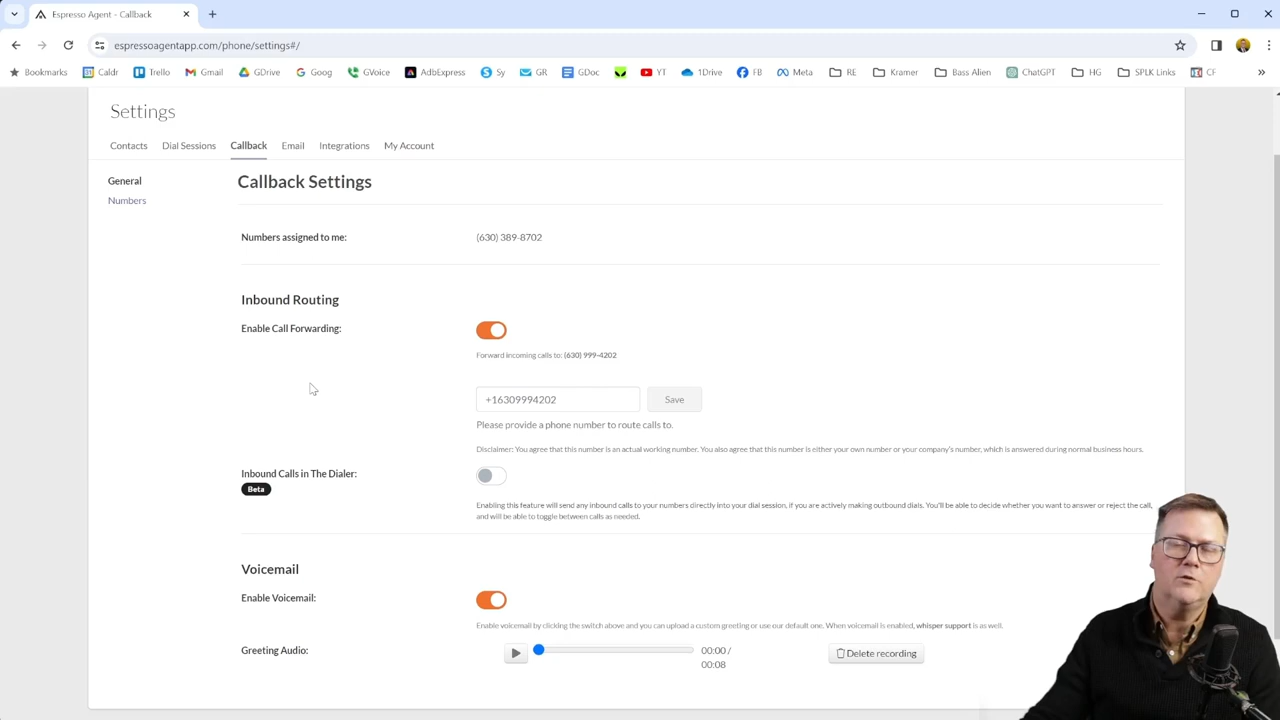 Espresso Agent - Callback
espressoagentapp.com/phone/settings#/
Bookmarks Caldr Trello Gmail GDrive Goog GVoice AdbExpress Sy GR GDoc YT 1Drive FB Meta RE Kramer Bass Alien ChatGPT HG SPLK Links CF
Settings
Contacts Dial Sessions Callback Email Integrations My Account
General
Numbers
Callback Settings
Numbers assigned to me: (630) 389-8702
Inbound Routing
Enable Call Forwarding:
Forward incoming calls to: (630) 999-4202
+16309994202 Save
Please provide a phone number to route calls to.
Disclaimer: You agree that this number is an actual working number. You also agree that this number is either your own number or your company's number, which is answered during normal business hours.
Inbound Calls in The Dialer:
Beta
Enabling this feature will send any inbound calls to your numbers directly into your dial session, if you are actively making outbound dials. You'll be able to decide whether you want to answer or reject the call,
and will be able to toggle between calls as needed.
Voicemail
Enable Voicemail:
Enable voicemail by clicking the switch above and you can upload a custom greeting or use our default one. When voicemail is enabled, whisper support is as well.
Greeting Audio: 00:00 / Delete recording
00:08